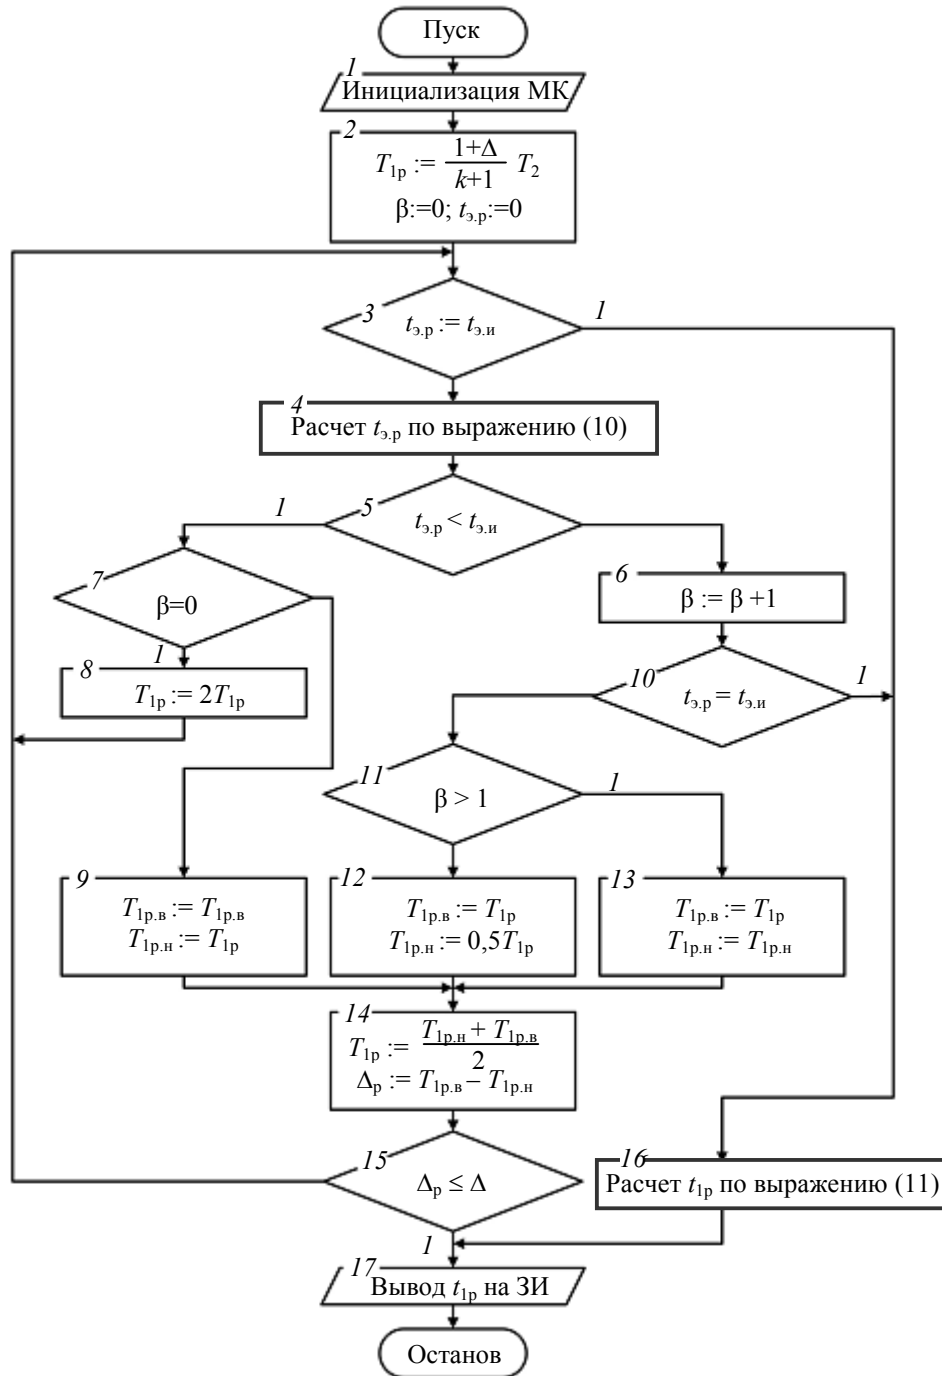 Пуск
1
Инициализация МК
2
T₁ₚ := (1+Δ)/(k+1) T₂
β:=0; tэ.р:=0
3
tэ.р := tэ.и
1
4
Расчет tэ.р по выражению (10)
5
tэ.р < tэ.и
1
7
β=0
1
6
β := β +1
8
T1р := 2T1р
10
tэ.р = tэ.и
1
11
β > 1
1
9
T1р.в := T1р.в
T1р.н := T1р
12
T1р.в := T1р
T1р.н := 0,5T1р
13
T1р.в := T1р
T1р.н := T1р.н
14
T1р := (T1р.н + T1р.в)/2
Δр := T1р.в – T1р.н
15
Δр ≤ Δ
1
16
Расчет t1р по выражению (11)
17
Вывод t1р на ЗИ
Останов